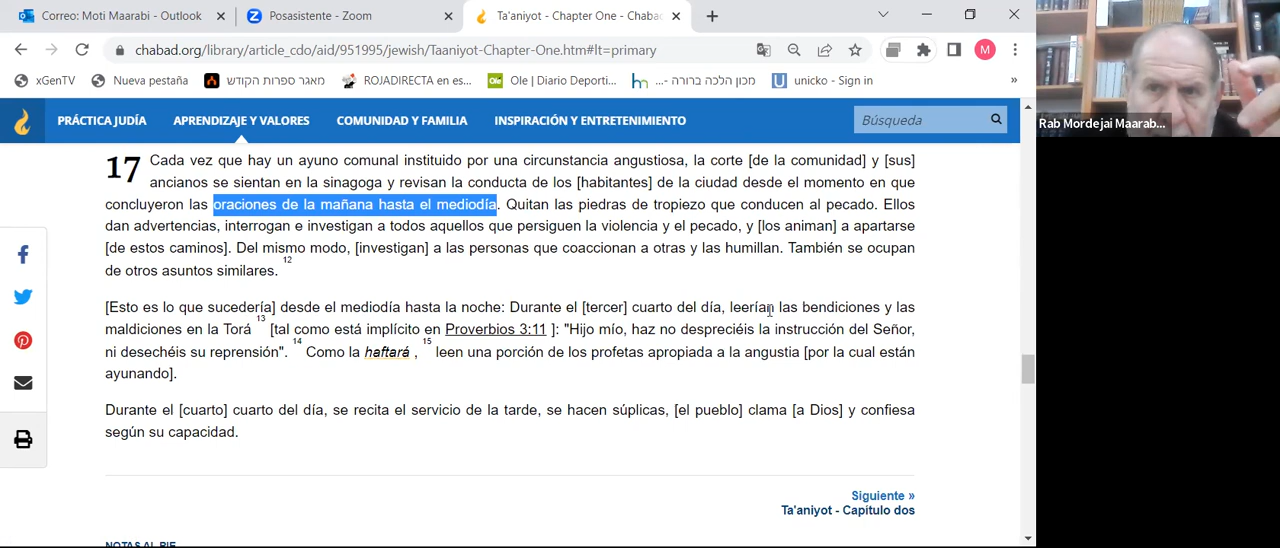 Correo: Moti Maarabi - Outlook
Posasistente - Zoom
Ta'aniyot - Chapter One - Chabad
chabad.org/library/article_cdo/aid/951995/jewish/Taaniyot-Chapter-One.htm#lt=primary
M
xGenTV
Nueva pestaña
מאגר ספרות הקודש
ROJADIRECTA en es...
Ole | Diario Deporti...
מכון הלכה ברורה -...
unicko - Sign in
»
PRÁCTICA JUDÍA
APRENDIZAJE Y VALORES
COMUNIDAD Y FAMILIA
INSPIRACIÓN Y ENTRETENIMIENTO
Búsqueda
Rab Mordejai Maarab...
17 Cada vez que hay un ayuno comunal instituido por una circunstancia angustiosa, la corte [de la comunidad] y [sus]
ancianos se sientan en la sinagoga y revisan la conducta de los [habitantes] de la ciudad desde el momento en que
concluyeron las oraciones de la mañana hasta el mediodía. Quitan las piedras de tropiezo que conducen al pecado. Ellos
dan advertencias, interrogan e investigan a todos aquellos que persiguen la violencia y el pecado, y [los animan] a apartarse
[de estos caminos]. Del mismo modo, [investigan] a las personas que coaccionan a otras y las humillan. También se ocupan
de otros asuntos similares. 12
[Esto es lo que sucedería] desde el mediodía hasta la noche: Durante el [tercer] cuarto del día, leerían las bendiciones y las
maldiciones en la Torá 13 [tal como está implícito en Proverbios 3:11 ]: "Hijo mío, haz no despreciéis la instrucción del Señor,
ni desechéis su reprensión". 14 Como la haftará , 15 leen una porción de los profetas apropiada a la angustia [por la cual están
ayunando].
Durante el [cuarto] cuarto del día, se recita el servicio de la tarde, se hacen súplicas, [el pueblo] clama [a Dios] y confiesa
según su capacidad.
Siguiente »
Ta'aniyot - Capítulo dos
NOTAS AL PIE